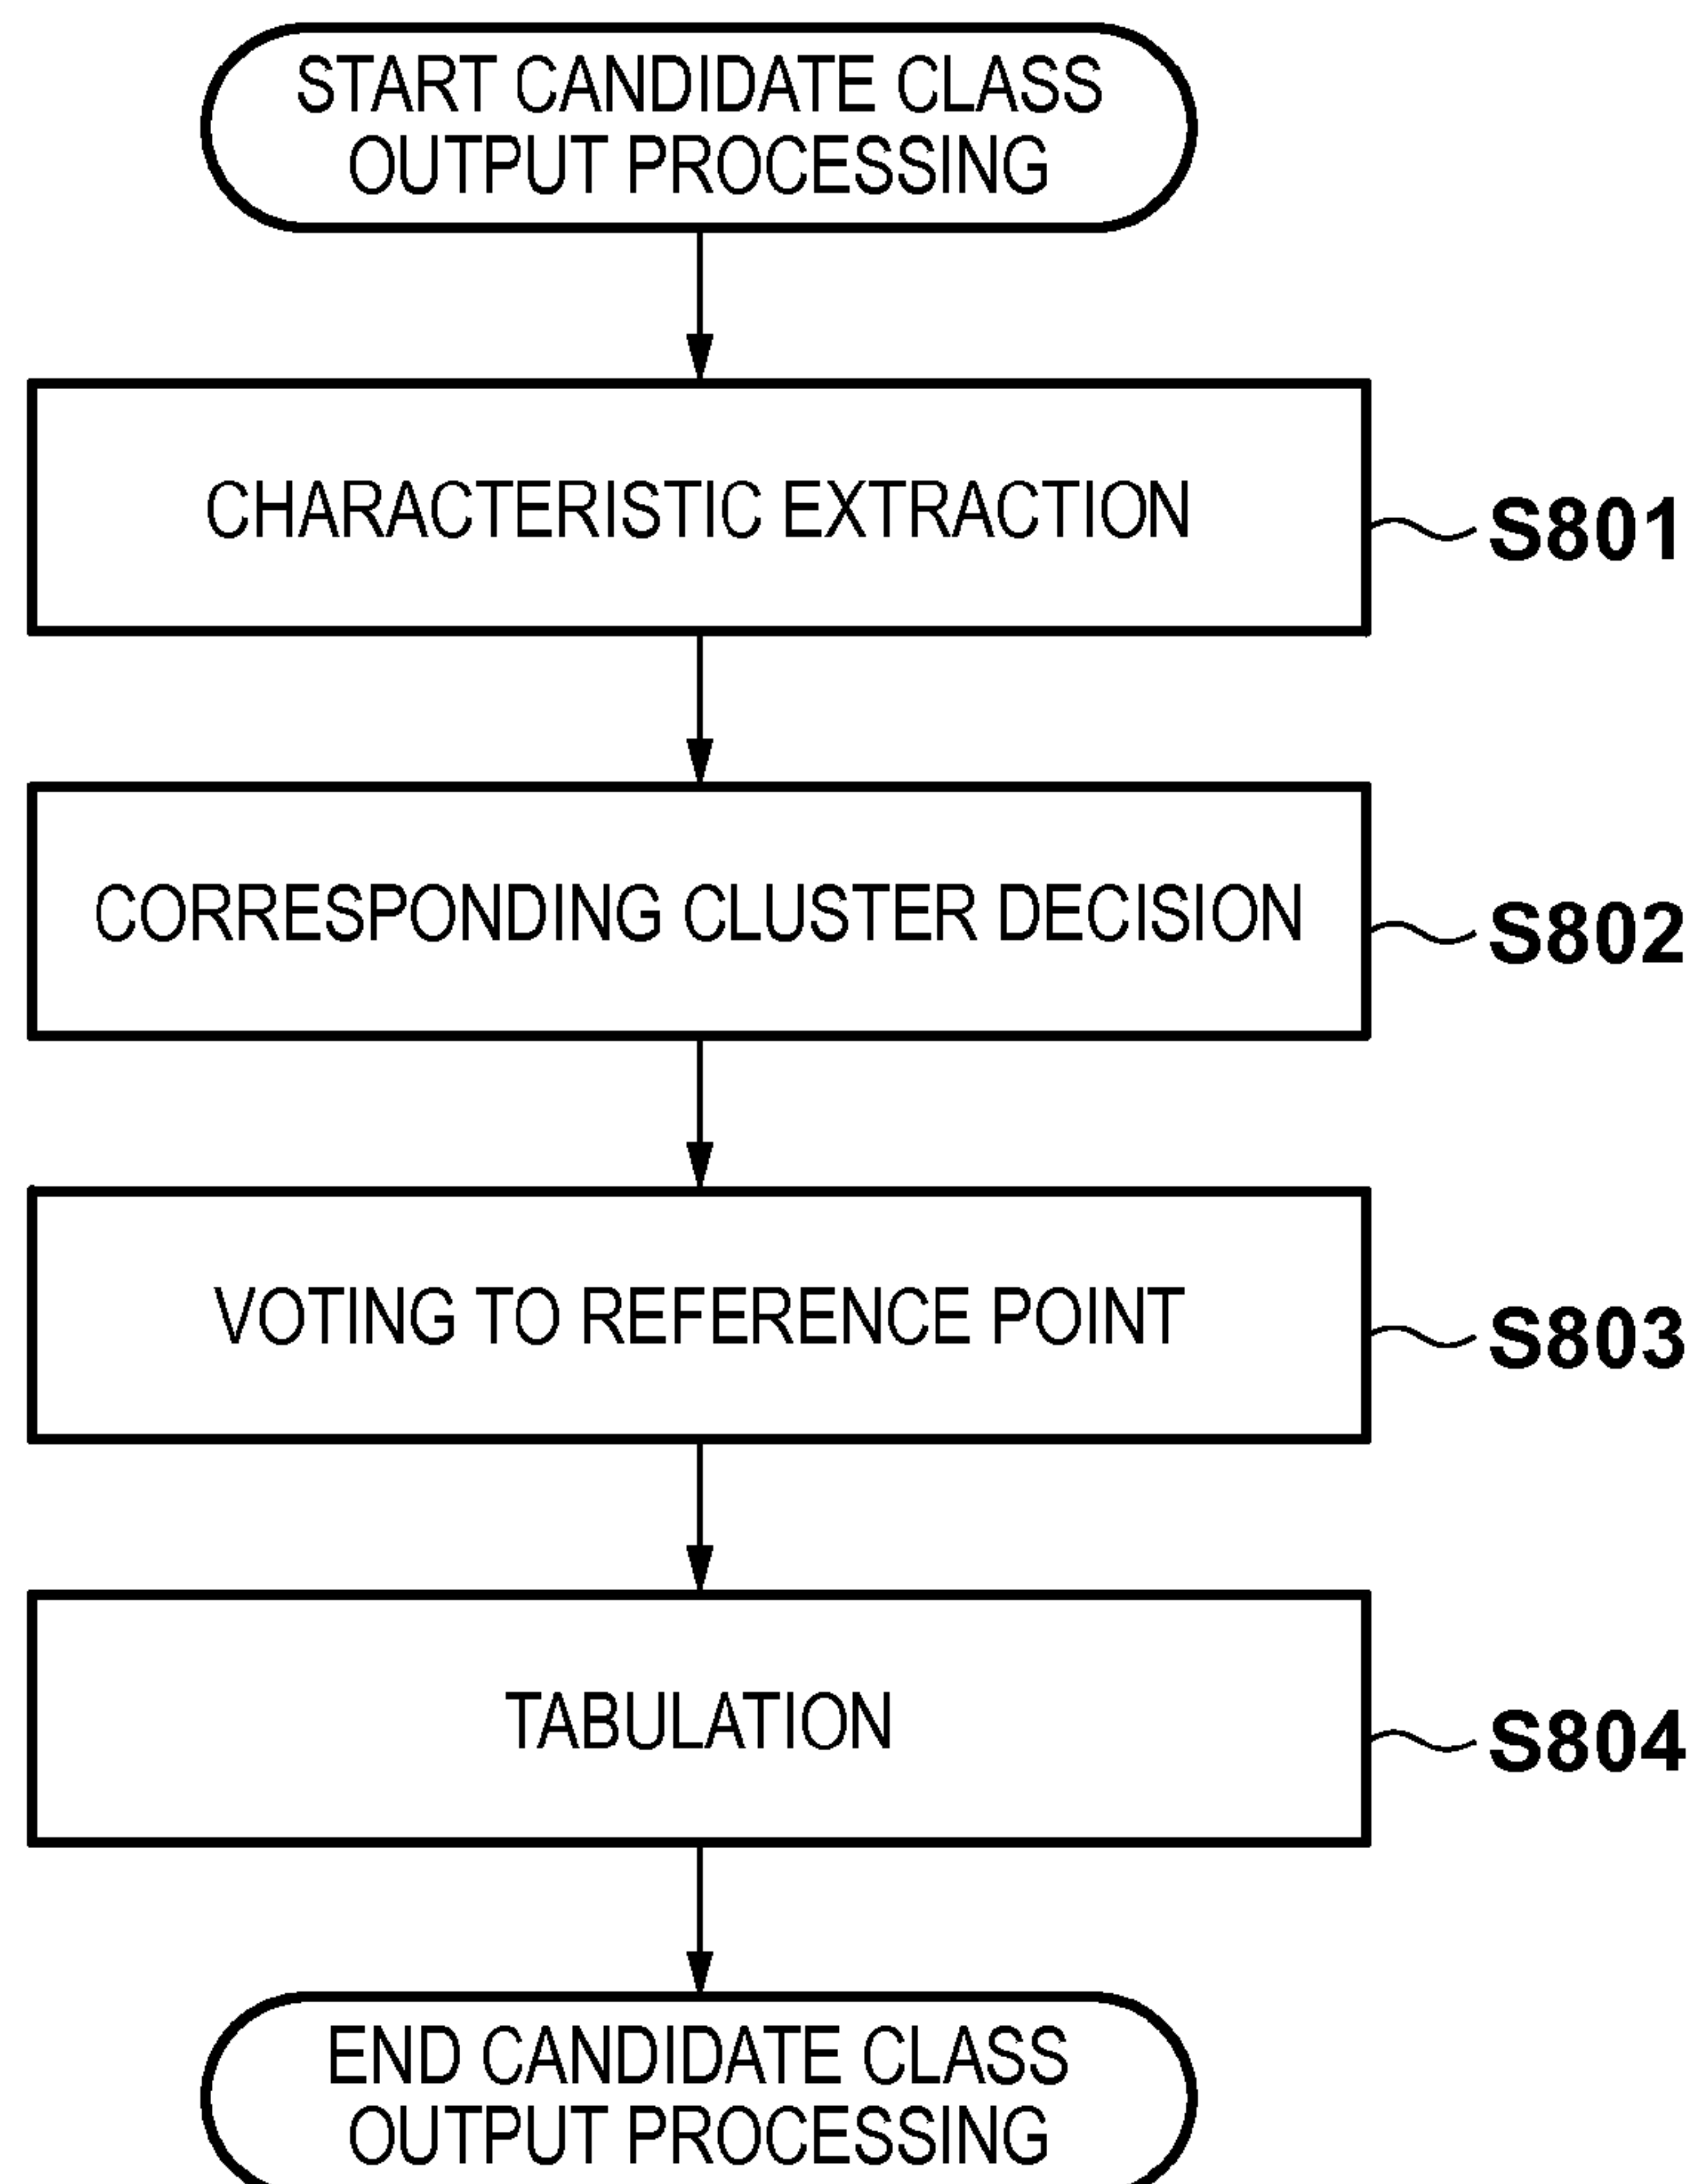 START CANDIDATE CLASS
OUTPUT PROCESSING
CHARACTERISTIC EXTRACTION
S801
CORRESPONDING CLUSTER DECISION
S802
VOTING TO REFERENCE POINT
S803
TABULATION
S804
END CANDIDATE CLASS
OUTPUT PROCESSING